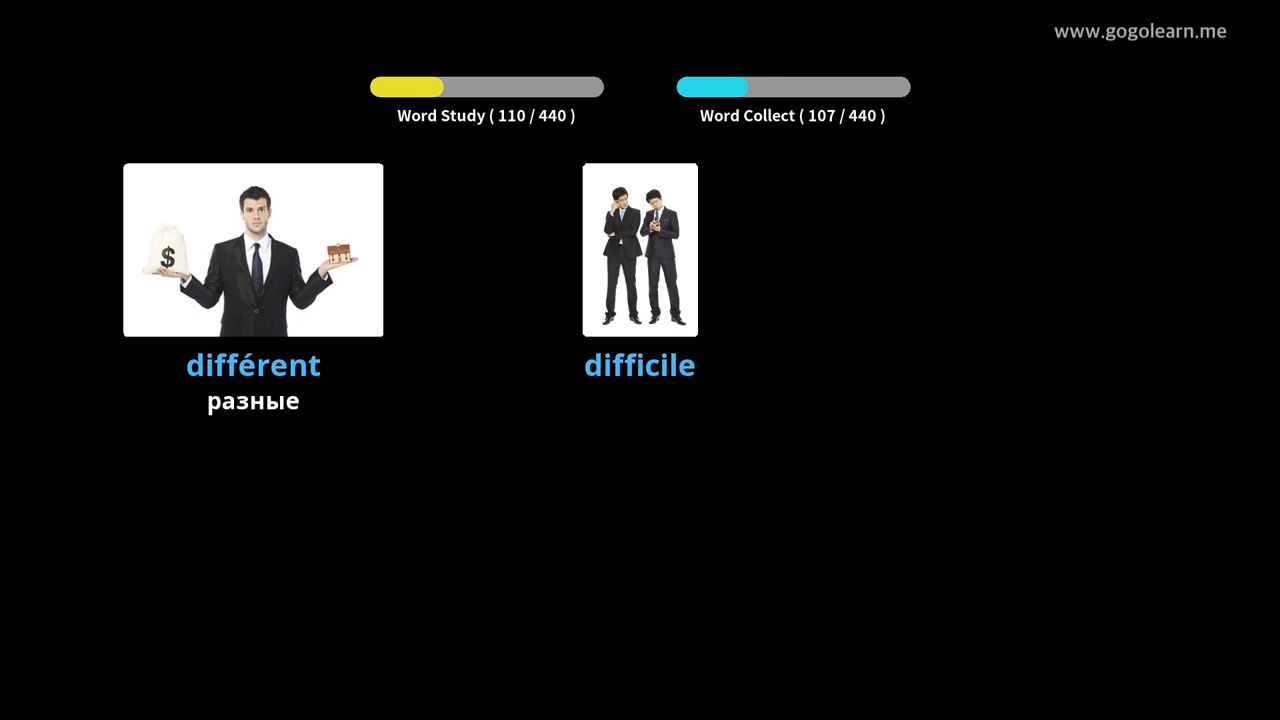 www.gogolearn.me
Word Study ( 110 / 440 )
Word Collect ( 107 / 440 )
$
différent
разные
difficile